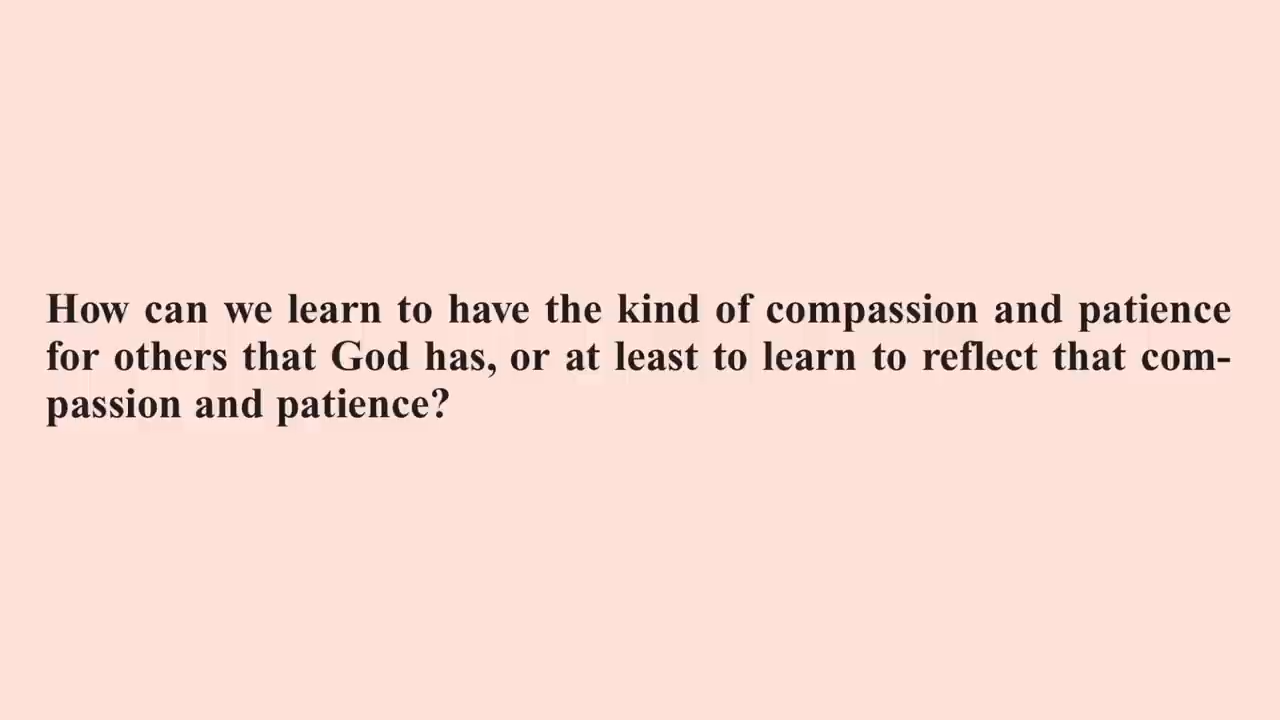 How can we learn to have the kind of compassion and patience
for others that God has, or at least to learn to reflect that com-
passion and patience?